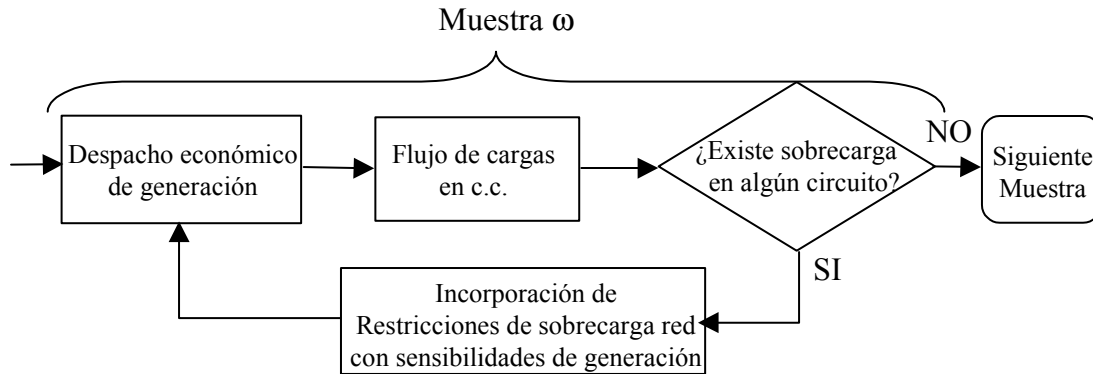 Muestra ω
Despacho económico
de generación
Flujo de cargas
en c.c.
¿Existe sobrecarga
en algún circuito?
NO
Siguiente
Muestra
SI
Incorporación de
Restricciones de sobrecarga red
con sensibilidades de generación